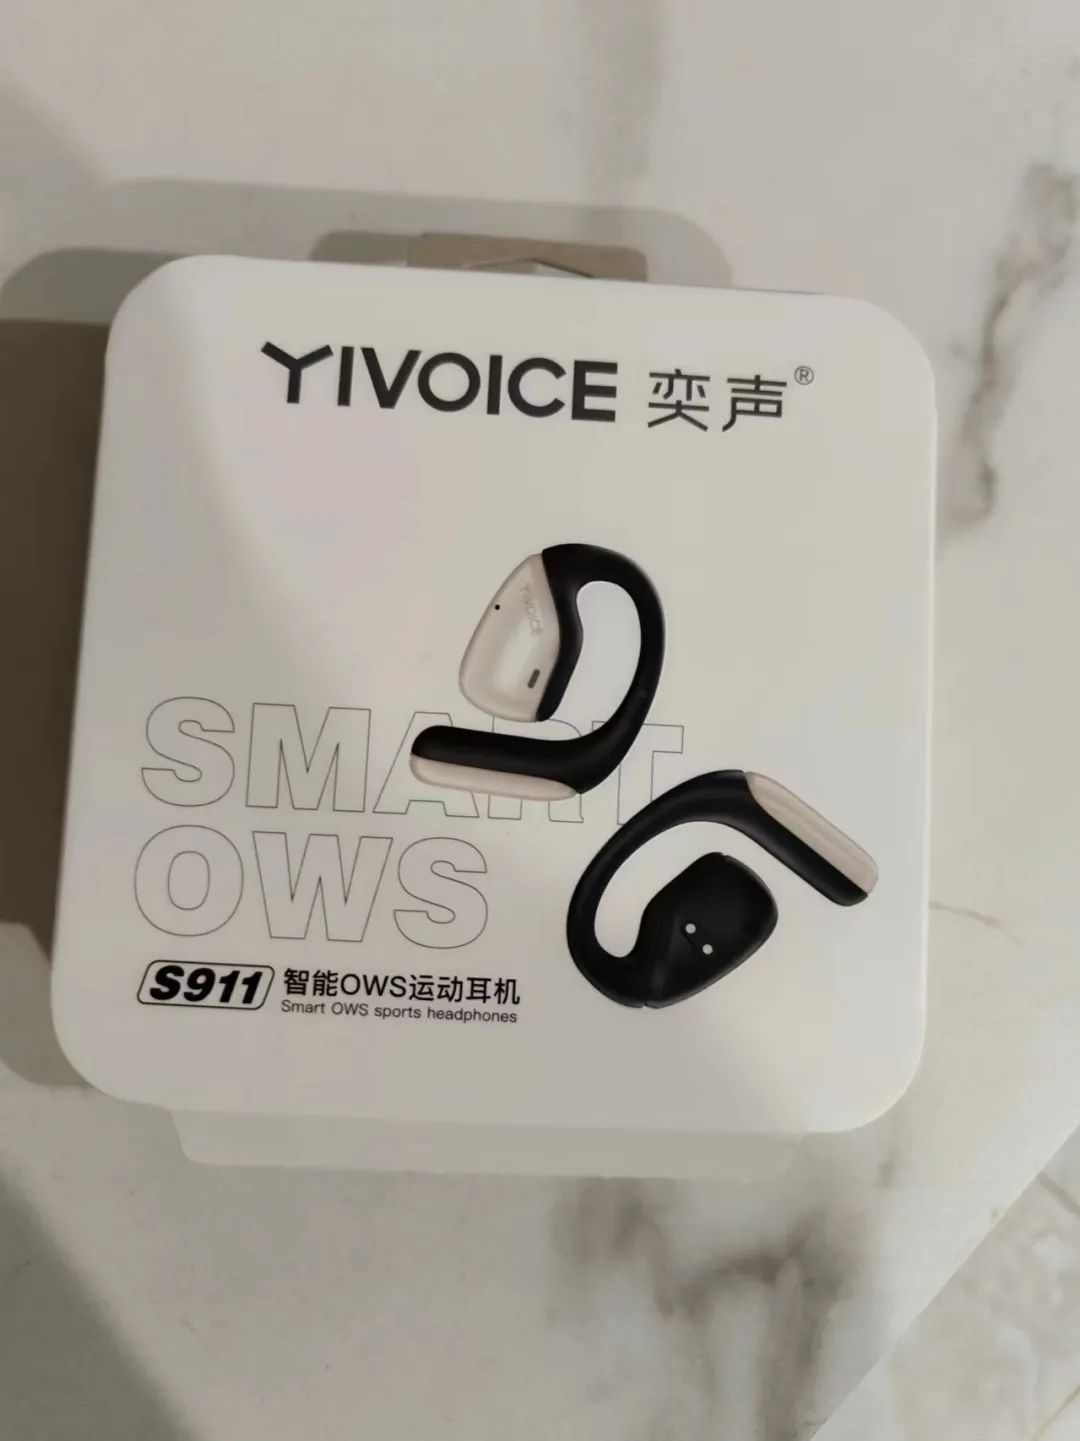 YIVOICE 奕声®
YIVOICE
SMART
OWS
S911 智能OWS运动耳机
Smart OWS sports headphones